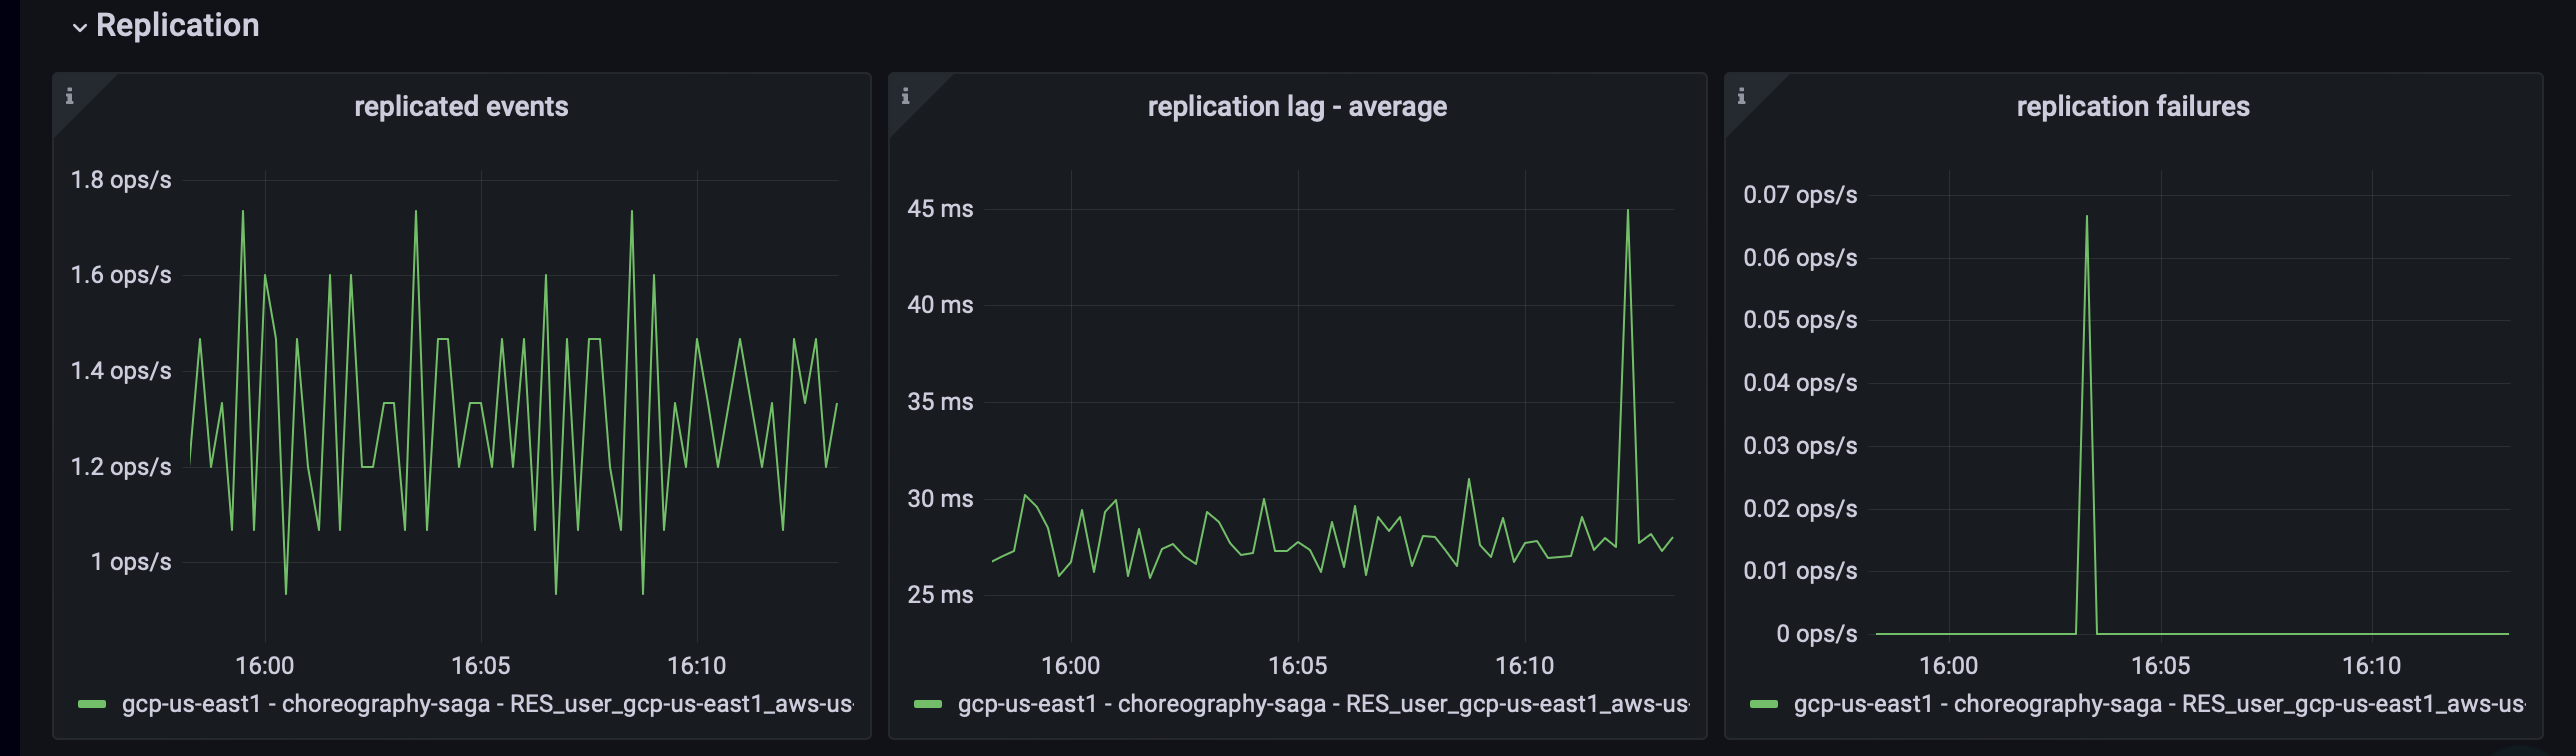 Replication
replicated events
1.8 ops/s
1.6 ops/s
1.4 ops/s
1.2 ops/s
1 ops/s
16:00 16:05 16:10
gcp-us-east1 - choreography-saga - RES_user_gcp-us-east1_aws-us-
replication lag - average
45 ms
40 ms
35 ms
30 ms
25 ms
16:00 16:05 16:10
gcp-us-east1 - choreography-saga - RES_user_gcp-us-east1_aws-us-
replication failures
0.07 ops/s
0.06 ops/s
0.05 ops/s
0.04 ops/s
0.03 ops/s
0.02 ops/s
0.01 ops/s
0 ops/s
16:00 16:05 16:10
gcp-us-east1 - choreography-saga - RES_user_gcp-us-east1_aws-us-